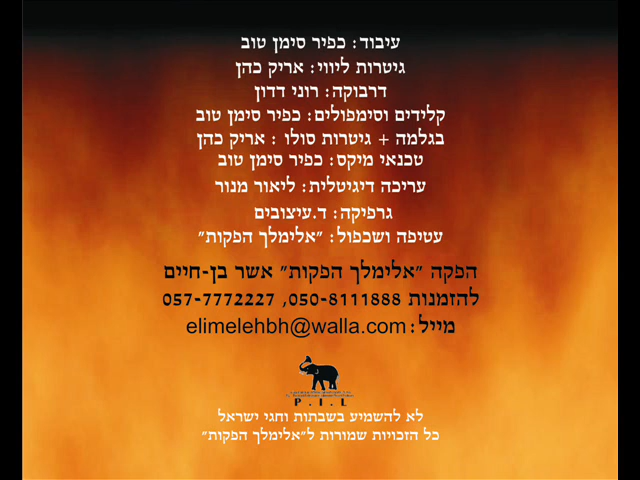 עיבוד: כפיר סימן טוב
גיטרות ליווי: אריק כהן
דרבוקה: רוני דדון
קלידים וסימפולים: כפיר סימן טוב
בגלמה + גיטרות סולו : אריק כהן
טכנאי מיקס: כפיר סימן טוב
עריכה דיגיטלית: ליאור מנור
גרפיקה: ד.עיצובים
עטיפה ושכפול: "אלימלך הפקות"
הפקה "אלימלך הפקות" אשר בן-חיים
להזמנות 050-8111888, 057-7772227
מייל: elimelehbh@walla.com
P . I . L
לא להשמיע בשבתות וחגי ישראל
כל הזכויות שמורות ל"אלימלך הפקות"